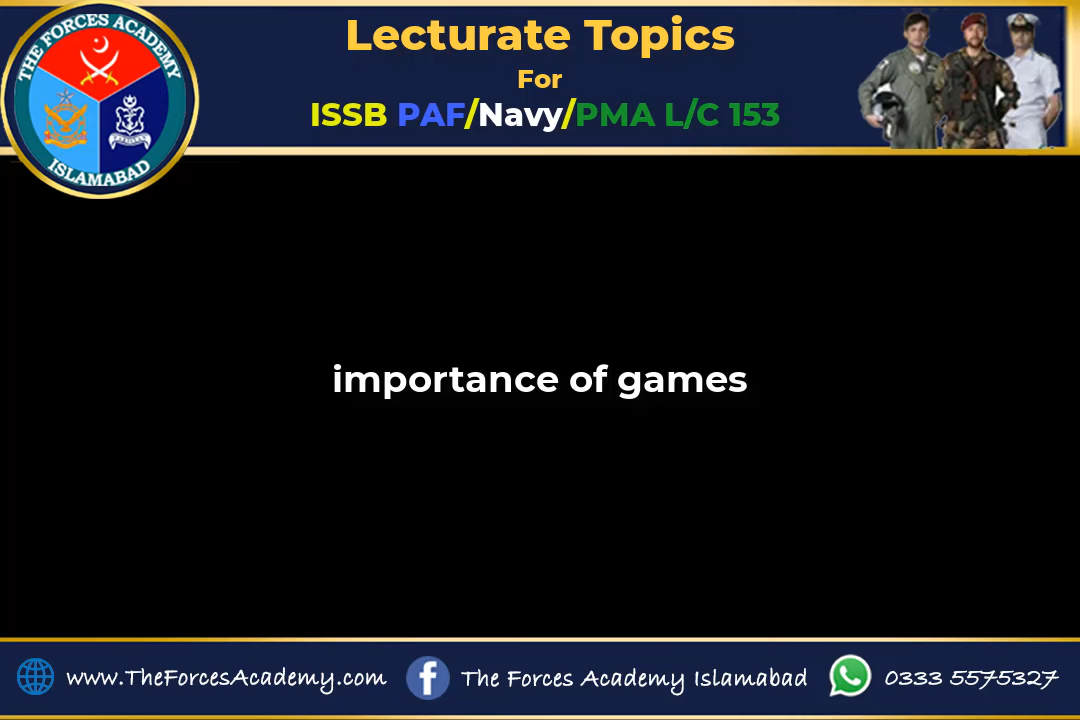 THE FORCES ACADEMY
ISLAMABAD
Lecturate Topics
For
ISSB PAF/Navy/PMA L/C 153
importance of games
www.TheForcesAcademy.com The Forces Academy Islamabad 0333 5575327